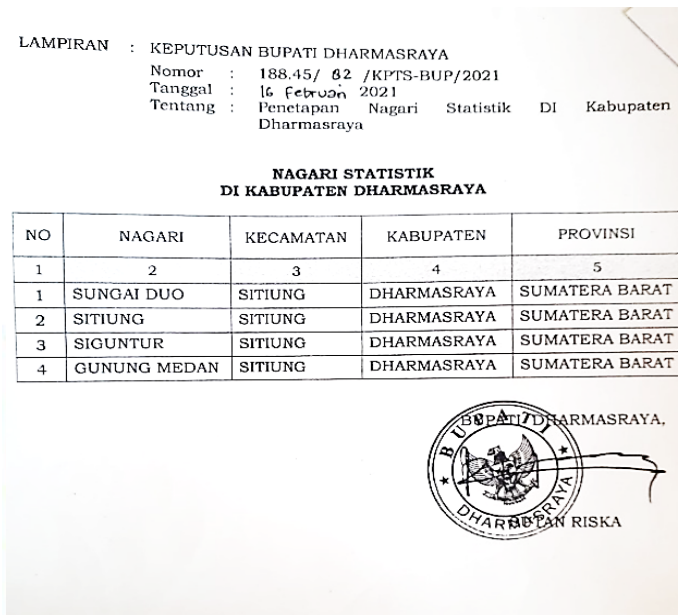 LAMPIRAN : KEPUTUSAN BUPATI DHARMASRAYA
Nomor : 188.45/ 82 /KPTS-BUP/2021
Tanggal : 16 Februari 2021
Tentang : Penetapan Nagari Statistik DI Kabupaten
Dharmasraya
NAGARI STATISTIK
DI KABUPATEN DHARMASRAYA
NO NAGARI KECAMATAN KABUPATEN PROVINSI
1 2 3 4 5
1 SUNGAI DUO SITIUNG DHARMASRAYA SUMATERA BARAT
2 SITIUNG SITIUNG DHARMASRAYA SUMATERA BARAT
3 SIGUNTUR SITIUNG DHARMASRAYA SUMATERA BARAT
4 GUNUNG MEDAN SITIUNG DHARMASRAYA SUMATERA BARAT
BUPATI DHARMASRAYA,
BUPATI
DHARMASRAYA
SUTAN RISKA